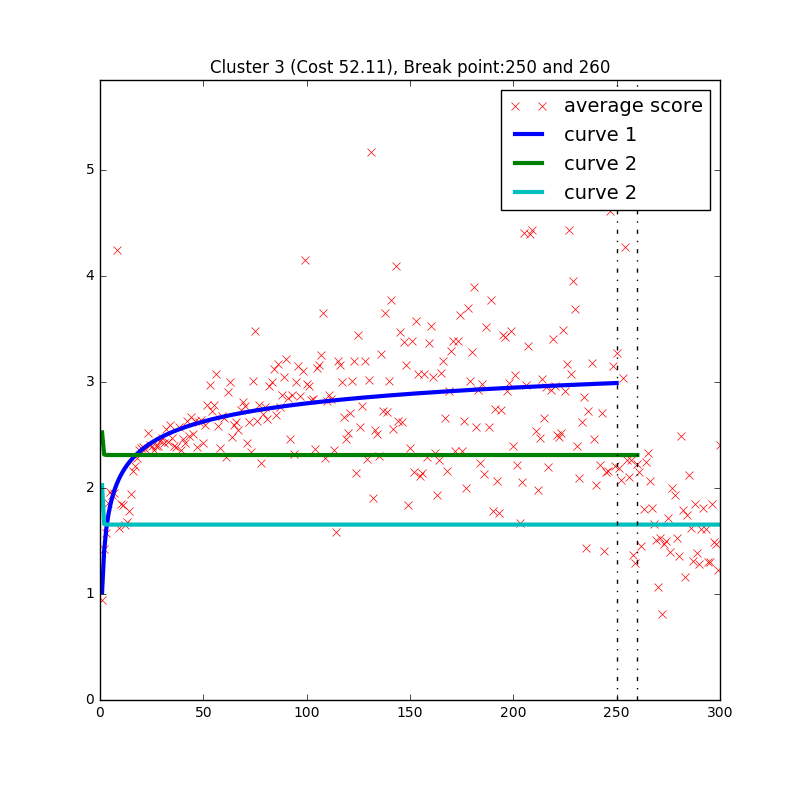 Cluster 3 (Cost 52.11), Break point:250 and 260
average score
curve 1
curve 2
curve 2
5
4
3
2
1
0
0 50 100 150 200 250 300